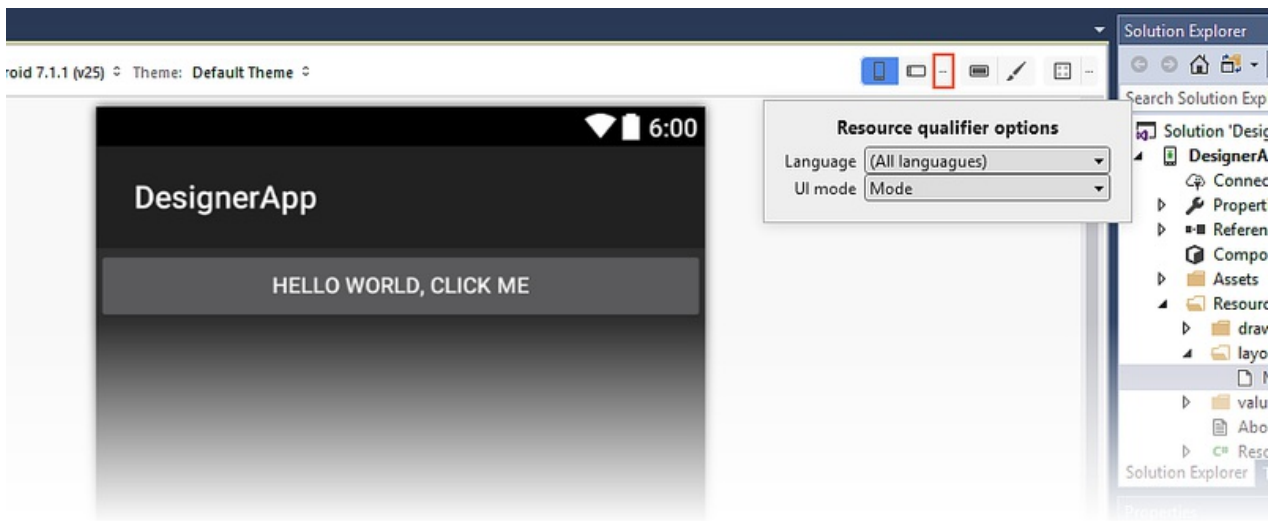 Solution Explorer
roid 7.1.1 (v25) Theme: Default Theme
Search Solution Exp
6:00
Resource qualifier options
Language (All languagues)
UI mode Mode
Solution 'Desig
DesignerA
Connec
Propert
Referen
Compo
Assets
Resourc
draw
layo
valu
Abo
C# Reso
DesignerApp
HELLO WORLD, CLICK ME
Solution Explorer
Properties